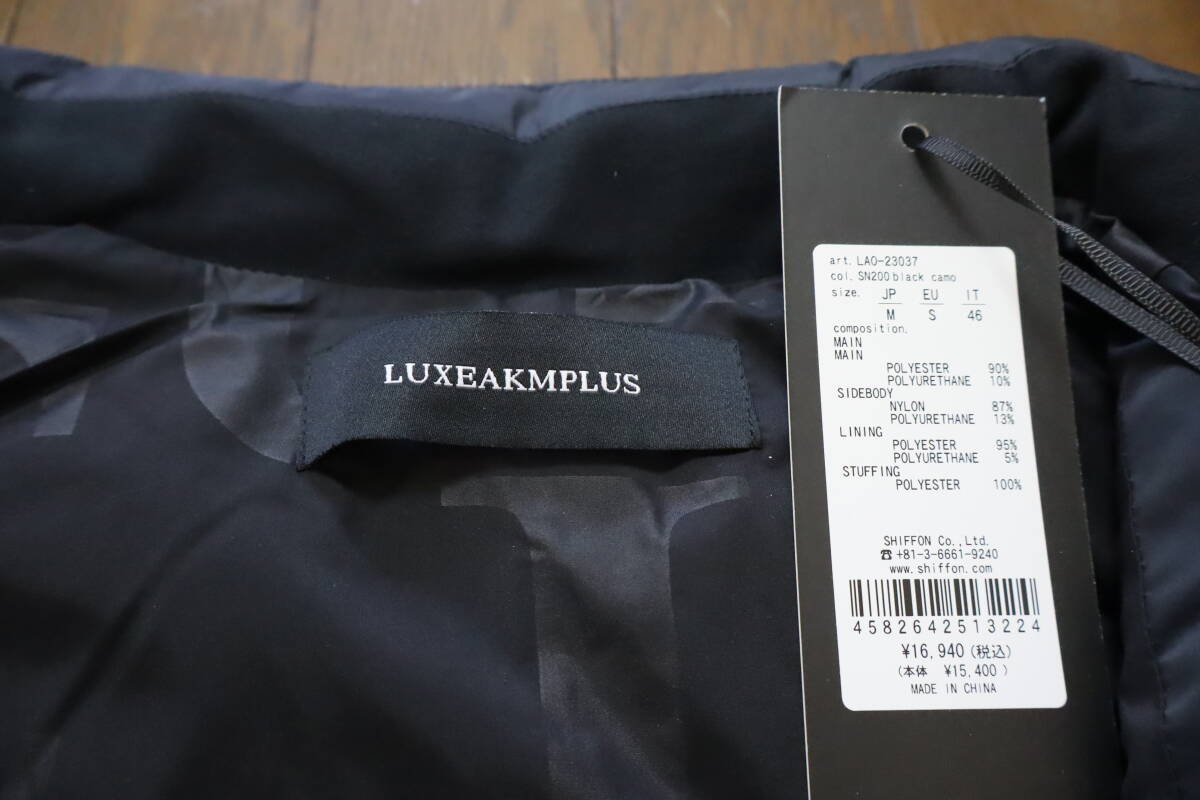 LUXEAKMPLUS
art. LAO-23037
col. SN200 black camo
size. JP EU IT
M S 46
composition.
MAIN
MAIN
POLYESTER 90%
POLYURETHANE 10%
SIDEBODY
NYLON 87%
POLYURETHANE 13%
LINING
POLYESTER 95%
POLYURETHANE 5%
STUFFING
POLYESTER 100%
SHIFFON Co.,Ltd.
☎ +81-3-6661-9240
www.shiffon.com
4582642513224
¥16,940 (税込)
(本体 ¥15,400 )
MADE IN CHINA